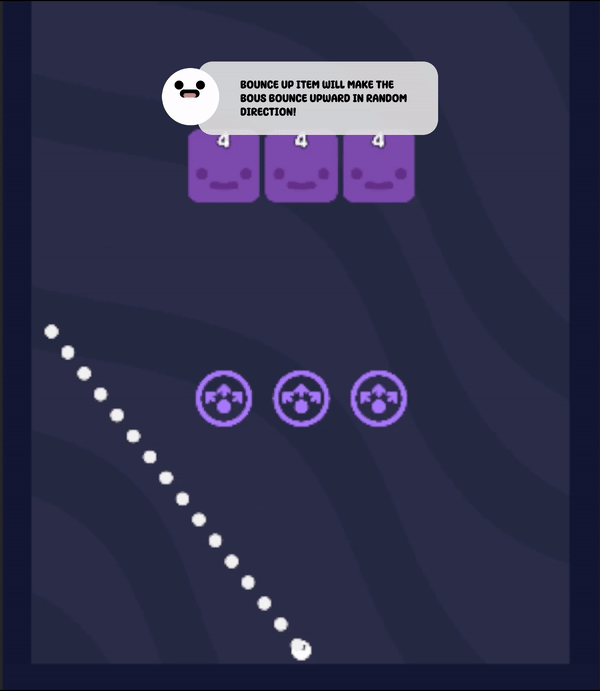 BOUNCE UP ITEM WILL MAKE THE
BOUS BOUNCE UPWARD IN RANDOM
DIRECTION!
4 4 4